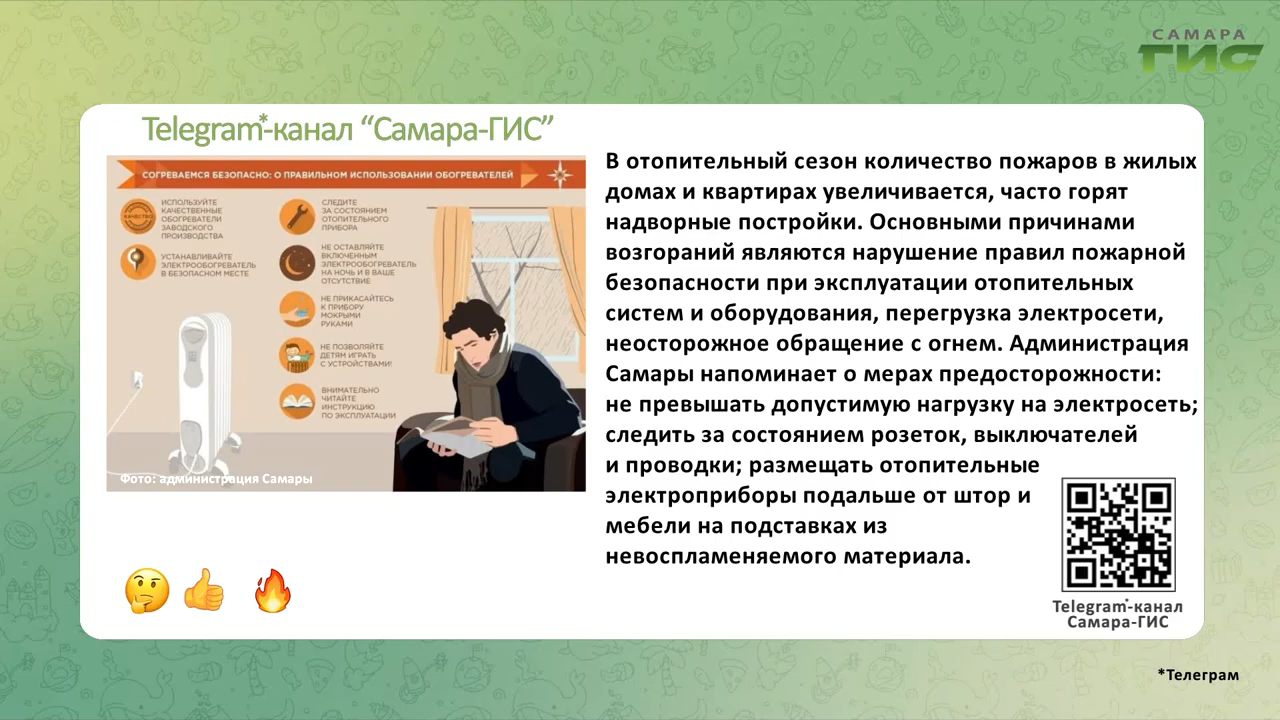 САМАРА
ГИС
Telegram*-канал “Самара-ГИС”
СОГРЕВАЕМСЯ БЕЗОПАСНО: О ПРАВИЛЬНОМ ИСПОЛЬЗОВАНИИ ОБОГРЕВАТЕЛЕЙ
КАЧЕСТВО
ИСПОЛЬЗУЙТЕ
КАЧЕСТВЕННЫЕ
ОБОГРЕВАТЕЛИ
ЗАВОДСКОГО
ПРОИЗВОДСТВА
УСТАНАВЛИВАЙТЕ
ЭЛЕКТРООБОГРЕВАТЕЛЬ
В БЕЗОПАСНОМ МЕСТЕ
СЛЕДИТЕ
ЗА СОСТОЯНИЕМ
ОТОПИТЕЛЬНОГО
ПРИБОРА
НЕ ОСТАВЛЯЙТЕ
ВКЛЮЧЕННЫМ
ЭЛЕКТРООБОГРЕВАТЕЛЬ
НА НОЧЬ И В ВАШЕ
ОТСУТСТВИЕ
НЕ ПРИКАСАЙТЕСЬ
К ПРИБОРУ
МОКРЫМИ
РУКАМИ
НЕ ПОЗВОЛЯЙТЕ
ДЕТЯМ ИГРАТЬ
С УСТРОЙСТВАМИ!
ВНИМАТЕЛЬНО
ЧИТАЙТЕ
ИНСТРУКЦИЮ
ПО ЭКСПЛУАТАЦИИ
Фото: администрация Самары
В отопительный сезон количество пожаров в жилых
домах и квартирах увеличивается, часто горят
надворные постройки. Основными причинами
возгораний являются нарушение правил пожарной
безопасности при эксплуатации отопительных
систем и оборудования, перегрузка электросети,
неосторожное обращение с огнем. Администрация
Самары напоминает о мерах предосторожности:
не превышать допустимую нагрузку на электросеть;
следить за состоянием розеток, выключателей
и проводки; размещать отопительные
электроприборы подальше от штор и
мебели на подставках из
невоспламеняемого материала.
Telegram*-канал
Самара-ГИС
*Телеграм